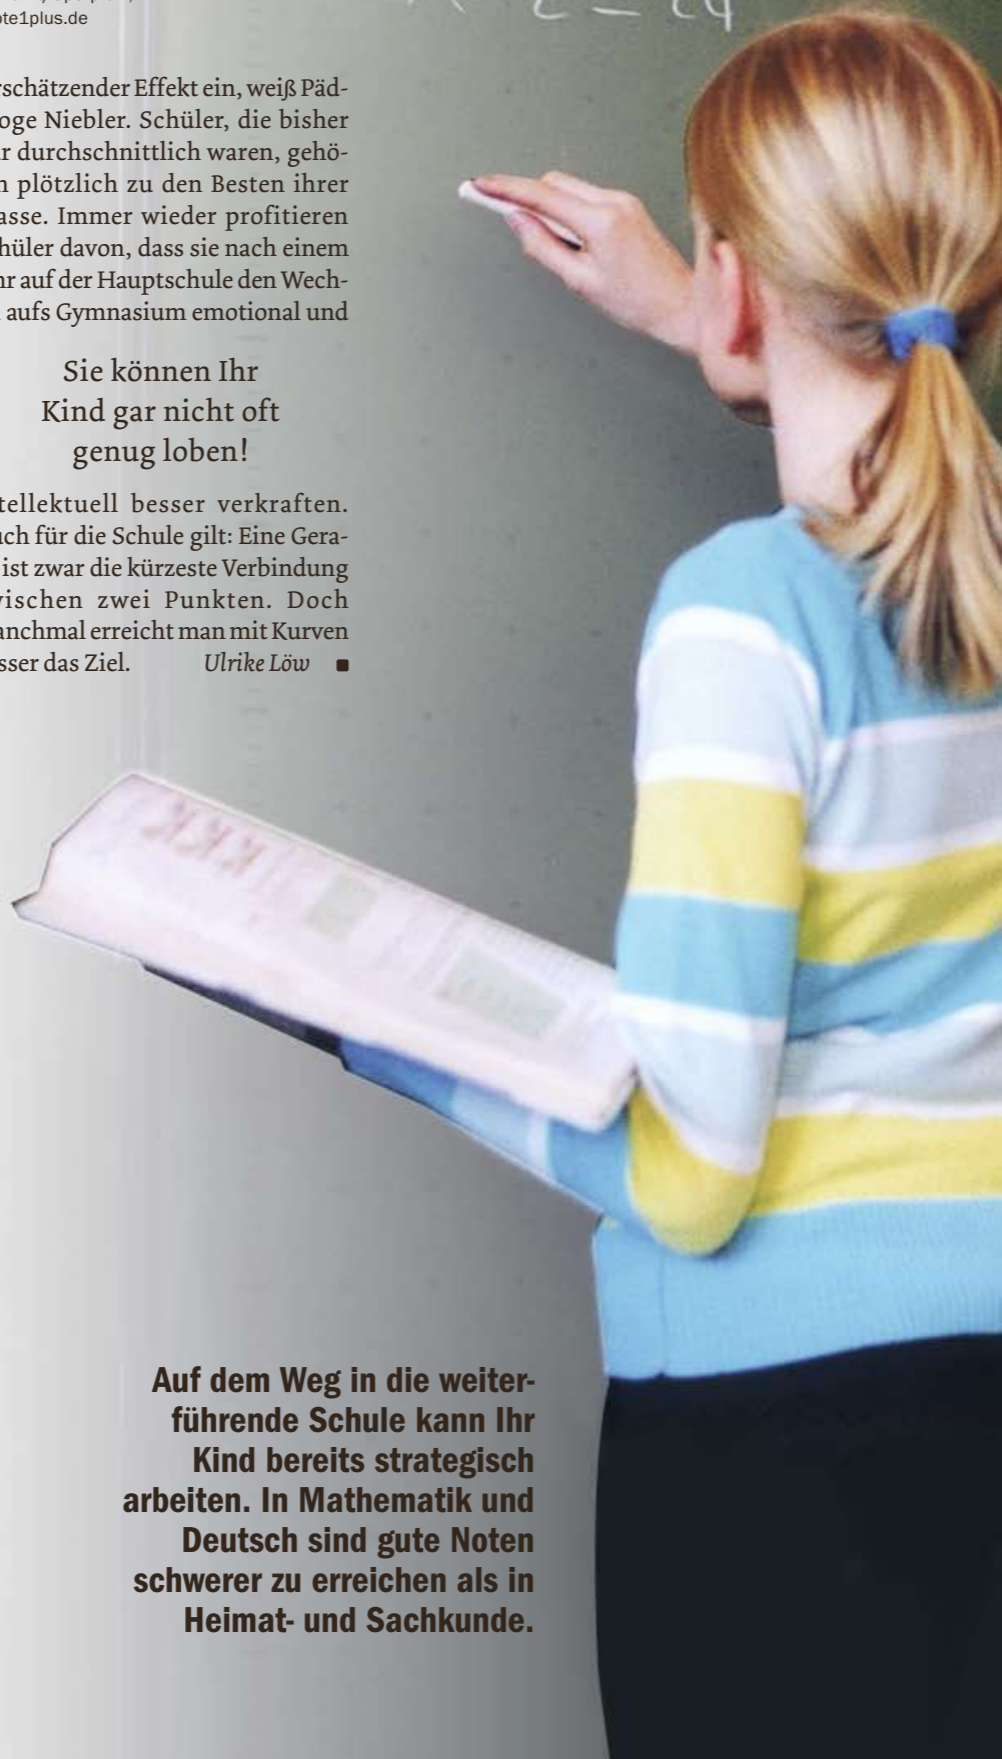 ote1plus.de
rschätzender Effekt ein, weiß Päd-
oge Niebler. Schüler, die bisher
r durchschnittlich waren, gehö-
n plötzlich zu den Besten ihrer
asse. Immer wieder profitieren
hüler davon, dass sie nach einem
hr auf der Hauptschule den Wech-
aufs Gymnasium emotional und
Sie können Ihr
Kind gar nicht oft
genug loben!
tellektuell besser verkraften.
uch für die Schule gilt: Eine Gera-
ist zwar die kürzeste Verbindung
wischen zwei Punkten. Doch
anchmal erreicht man mit Kurven
sser das Ziel. Ulrike Löw
Auf dem Weg in die weiter-
führende Schule kann Ihr
Kind bereits strategisch
arbeiten. In Mathematik und
Deutsch sind gute Noten
schwerer zu erreichen als in
Heimat- und Sachkunde.